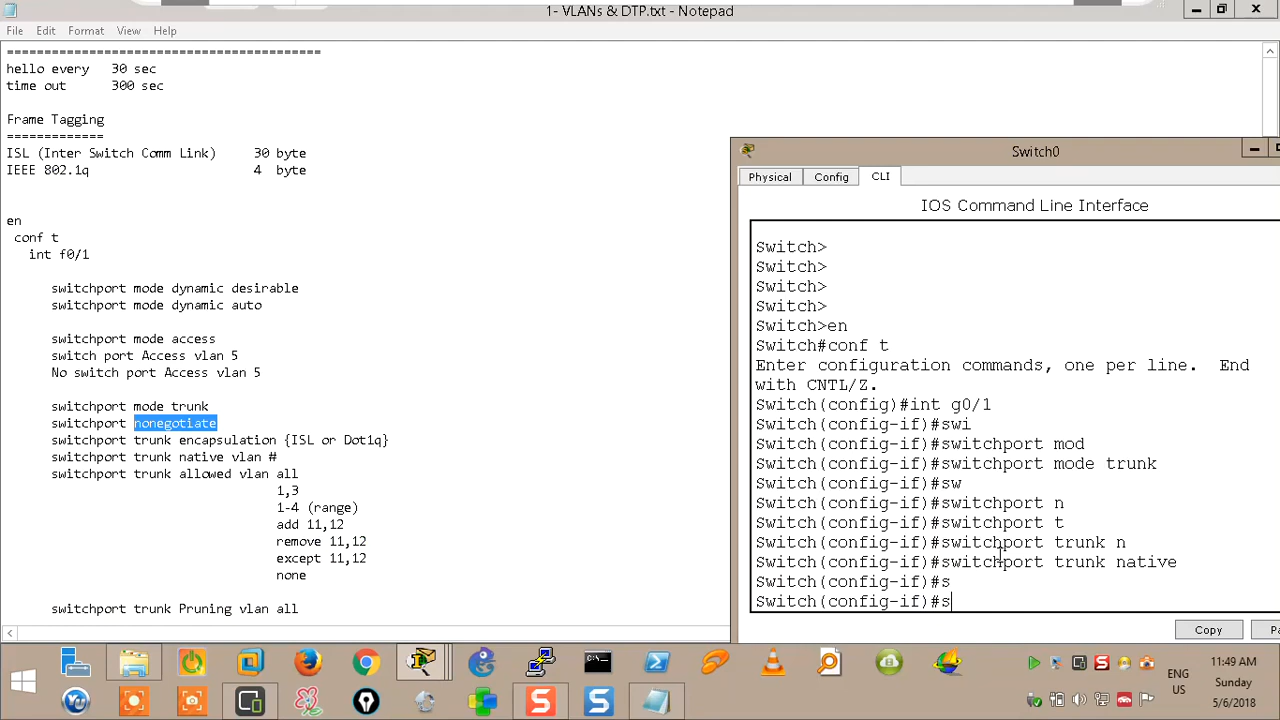 1- VLANs & DTP.txt - Notepad
File Edit Format View Help
==========================================
hello every 30 sec
time out 300 sec
Frame Tagging
=============
ISL (Inter Switch Comm Link) 30 byte
IEEE 802.1q 4 byte
en
conf t
int f0/1
switchport mode dynamic desirable
switchport mode dynamic auto
switchport mode access
switch port Access vlan 5
No switch port Access vlan 5
switchport mode trunk
switchport nonegotiate
switchport trunk encapsulation {ISL or Dot1q}
switchport trunk native vlan #
switchport trunk allowed vlan all
1,3
1-4 (range)
add 11,12
remove 11,12
except 11,12
none
switchport trunk Pruning vlan all
Switch0
Physical Config CLI
IOS Command Line Interface
Switch>
Switch>
Switch>
Switch>
Switch>en
Switch#conf t
Enter configuration commands, one per line. End
with CNTL/Z.
Switch(config)#int g0/1
Switch(config-if)#swi
Switch(config-if)#switchport mod
Switch(config-if)#switchport mode trunk
Switch(config-if)#sw
Switch(config-if)#switchport n
Switch(config-if)#switchport t
Switch(config-if)#switchport trunk n
Switch(config-if)#switchport trunk native
Switch(config-if)#s
Switch(config-if)#s
Copy Pa
ENG
US
11:49 AM
Sunday
5/6/2018